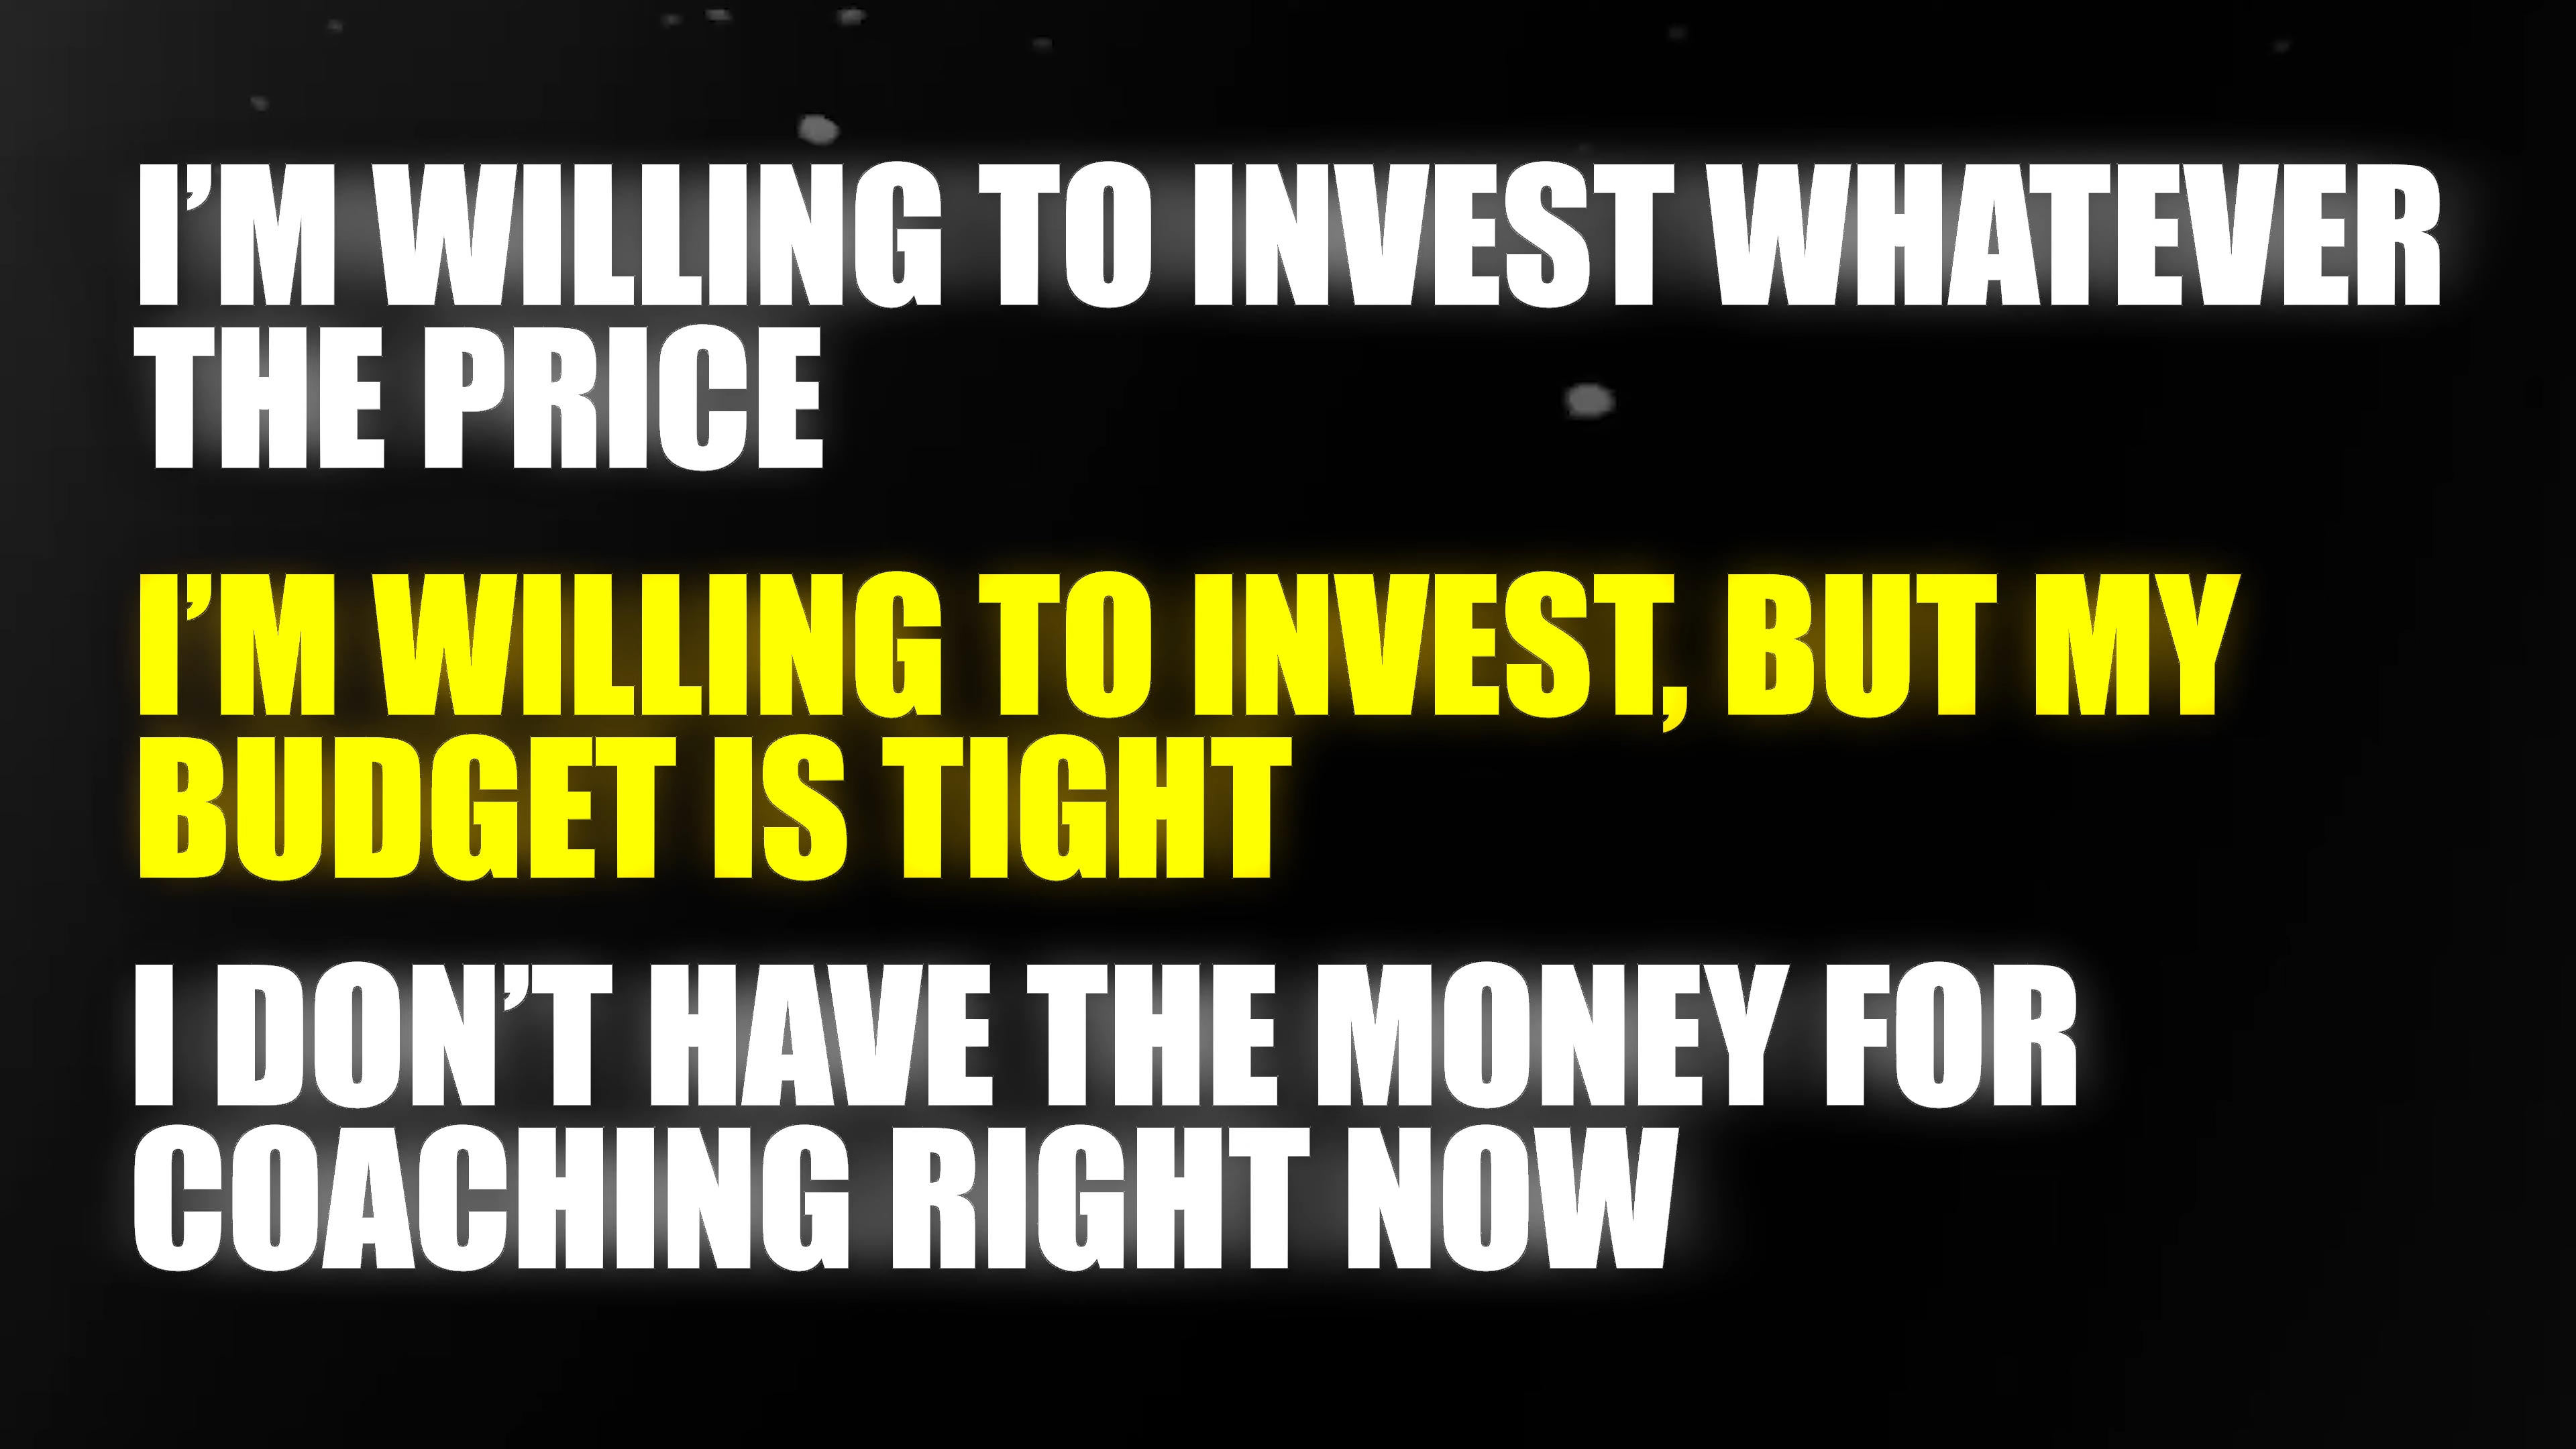 I’M WILLING TO INVEST WHATEVER
THE PRICE
I’M WILLING TO INVEST, BUT MY
BUDGET IS TIGHT
I DON’T HAVE THE MONEY FOR
COACHING RIGHT NOW